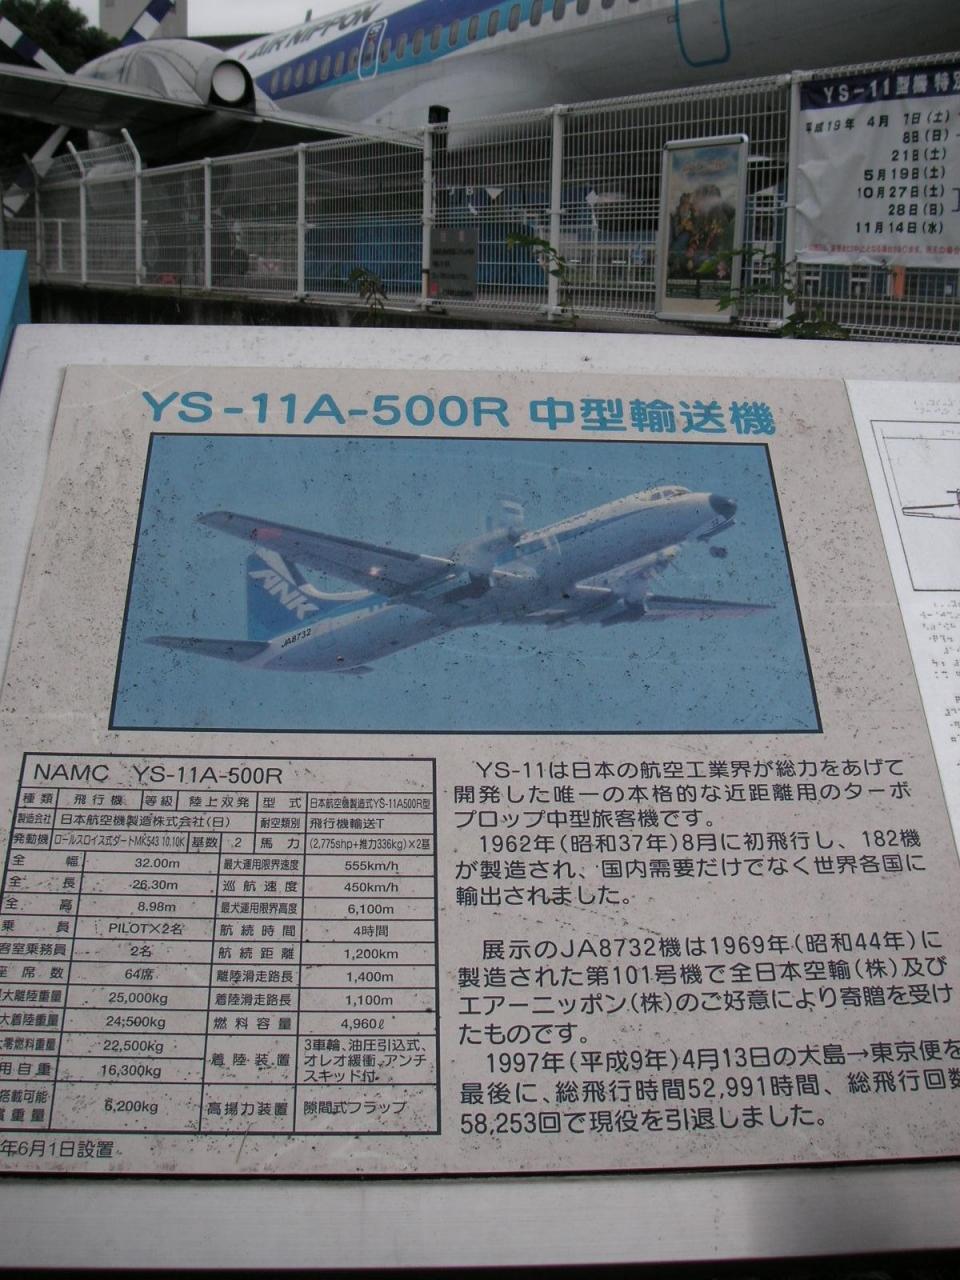 AIR NIPPON
YS-11型機 特別
平成19年 4月 7日(土)
8日(日)
21日(土)
5月19日(土)
10月27日(土)
28日(日)
11月14日(水)
YS-11A-500R 中型輸送機
ANK
JA8732
NAMC YS-11A-500R
種類 飛行機 等級 陸上双発 型式 日本航空機製造式YS-11A500R型
製造会社 日本航空機製造株式会社(日) 耐空類別 飛行機輸送T
発動機 ロールスロイス式ダートMK543 10,10K 基数 2 馬力 (2,775shp+推力336kg)×2基
全幅 32.00m 最大運用限界速度 555km/h
全長 26.30m 巡航速度 450km/h
全高 8.98m 最大運用限界高度 6,100m
乗員 PILOT×2名 航続時間 4時間
客室乗務員 2名 航続距離 1,200km
座席数 64席 離陸滑走路長 1,400m
大離陸重量 25,000kg 着陸滑走路長 1,100m
大着陸重量 24,500kg 燃料容量 4,960ℓ
零燃料重量 22,500kg 着陸装置 3車輪、油圧引込式、
用自重 16,300kg オレオ緩衝、アンチ
スキッド付
搭載可能
重量 6,200kg 高揚力装置 隙間式フラップ
年6月1日設置
YS-11は日本の航空工業界が総力をあげて
開発した唯一の本格的な近距離用のターボ
プロップ中型旅客機です。
1962年(昭和37年)8月に初飛行し、182機
が製造され、国内需要だけでなく世界各国に
輸出されました。
展示のJA8732機は1969年(昭和44年)に
製造された第101号機で全日本空輸(株)及び
エアーニッポン(株)のご好意により寄贈を受け
たものです。
1997年(平成9年)4月13日の大島→東京便を
最後に、総飛行時間52,991時間、総飛行回数
58,253回で現役を引退しました。